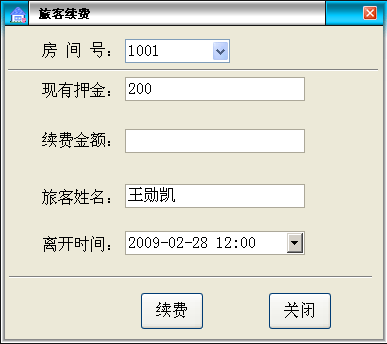 旅客续费
房 间 号： 1001
现有押金： 200
续费金额：
旅客姓名： 王勋凯
离开时间： 2009-02-28 12:00
续费 关闭